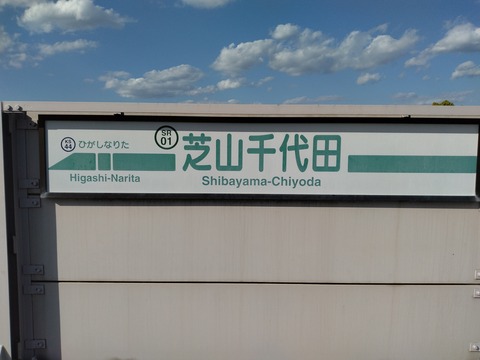 KS
44
ひがしなりた
Higashi-Narita
SR
01
芝山千代田
Shibayama-Chiyoda